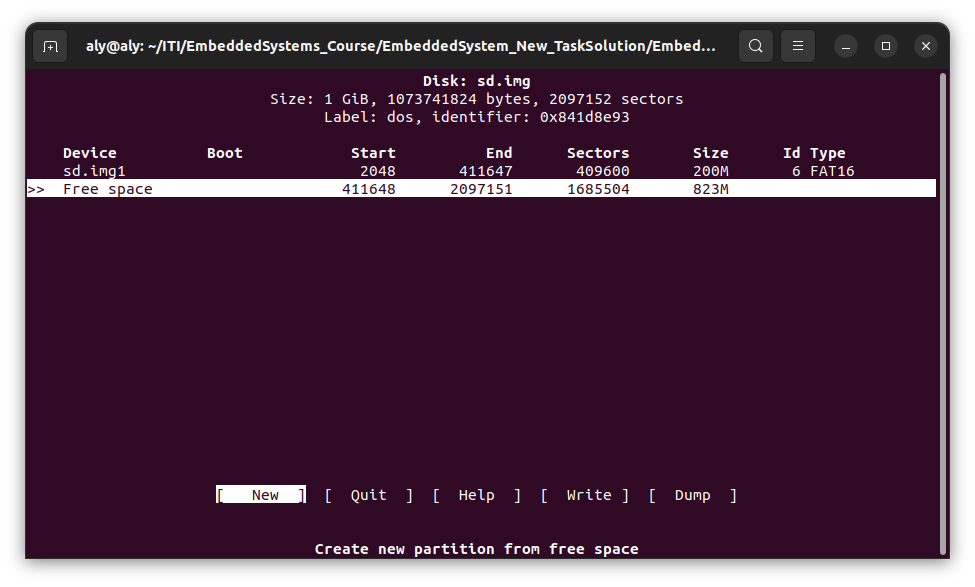 aly@aly: ~/ITI/EmbeddedSystems_Course/EmbeddedSystem_New_TaskSolution/Embed...
Disk: sd.img
Size: 1 GiB, 1073741824 bytes, 2097152 sectors
Label: dos, identifier: 0x841d8e93
Device Boot Start End Sectors Size Id Type
sd.img1 2048 411647 409600 200M 6 FAT16
>> Free space 411648 2097151 1685504 823M
[ New ] [ Quit ] [ Help ] [ Write ] [ Dump ]
Create new partition from free space